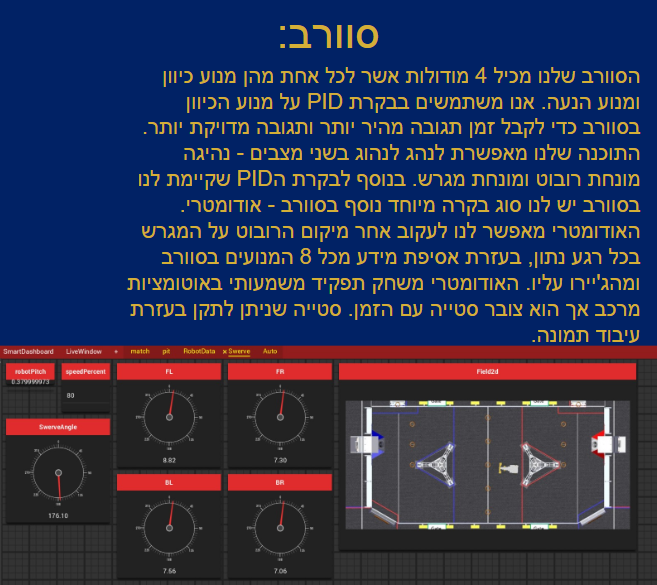 סוורב:
הסוורב שלנו מכיל 4 מודולות אשר לכל אחת מהן מנוע כיוון
ומנוע הנעה. אנו משתמשים בבקרת PID על מנוע הכיוון
בסוורב כדי לקבל זמן תגובה מהיר יותר ותגובה מדויקת יותר.
התוכנה שלנו מאפשרת לנהג לנהוג בשני מצבים - נהיגה
מונחת רובוט ומונחת מגרש. בנוסף לבקרת הPID שקיימת לנו
בסוורב יש לנו סוג בקרה מיוחד נוסף בסוורב - אודומטרי.
האודומטרי מאפשר לנו לעקוב אחר מיקום הרובוט על המגרש
בכל רגע נתון, בעזרת אסיפת מידע מכל 8 המנועים בסוורב
ומהג'יירו עליו. האודומטרי משחק תפקיד משמעותי באוטומציות
מרכב אך הוא צובר סטייה עם הזמן. סטייה שניתן לתקן בעזרת
עיבוד תמונה.
SmartDashboard LiveWindow + match pit RobotData × Swerve Auto
robotPitch speedPercent FL FR Field2d
0.379999973
80
SwerveAngle
8.82 7.30
BL BR
176.10
7.56 7.06